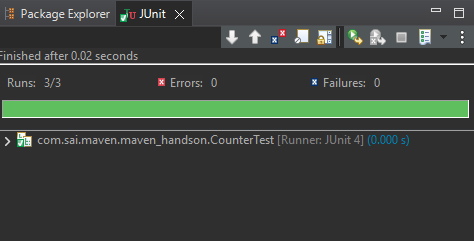 Package Explorer JUnit
Finished after 0.02 seconds
Runs: 3/3 Errors: 0 Failures: 0
com.sai.maven.maven_handson.CounterTest [Runner: JUnit 4] (0.000 s)